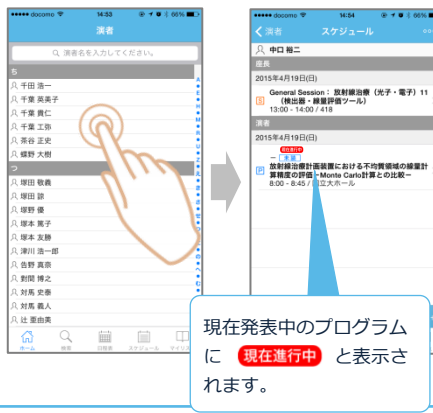 docomo 14:53 66%
演者
演者名を入力してください。
ち
千田 浩一
千葉 英美子
千葉 貴仁
千葉 工弥
茶谷 正史
蝶野 大樹
つ
塚田 敬義
塚田 諒
塚野 優
塚本 篤子
塚本 友勝
津川 浩一郎
告野 真奈
對間 博之
対馬 史泰
対馬 義人
辻 亜由美
ホーム 検索 日程表 スケジュール
docomo 14:54 66%
スケジュール
中口 裕二
座長
2015年4月19日(日)
General Session： 放射線治療（光子・電子）11
（検出器・線量評価ツール）
13:00 - 14:00 / 418
演者
2015年4月19日(日)
現在進行中
放射線治療計画装置における不均質領域の線量計
算精度の評価－Monte Carlo計算との比較－
8:00 - 8:45 / 国立大ホール
現在発表中のプログラム
に 現在進行中 と表示さ
れます。